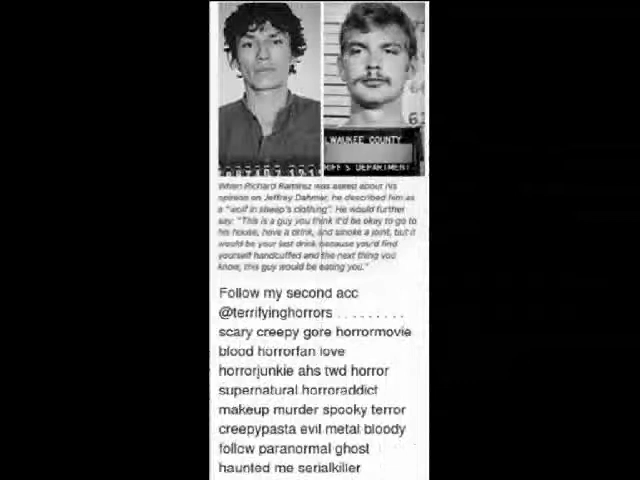 LWAUKEE COUNTY
RIFF'S DEPARTMENT
When Richard Ramirez was asked about his
opinion on Jeffrey Dahmer, he described him as
a "wolf in sheep's clothing". He would further
say: "This is a guy you think it'd be okay to go to
his house, have a drink, and smoke a joint, but it
would be your last drink because you'd find
yourself handcuffed and the next thing you
know, this guy would be eating you."
Follow my second acc
@terrifyinghorrors . . . . . . . . .
scary creepy gore horrormovie
blood horrorfan love
horrorjunkie ahs twd horror
supernatural horroraddict
makeup murder spooky terror
creepypasta evil metal bloody
follow paranormal ghost
haunted me serialkiller